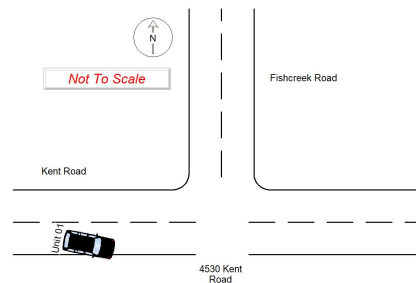 N
Not To Scale
Fishcreek Road
Kent Road
Unit 01
4530 Kent
Road